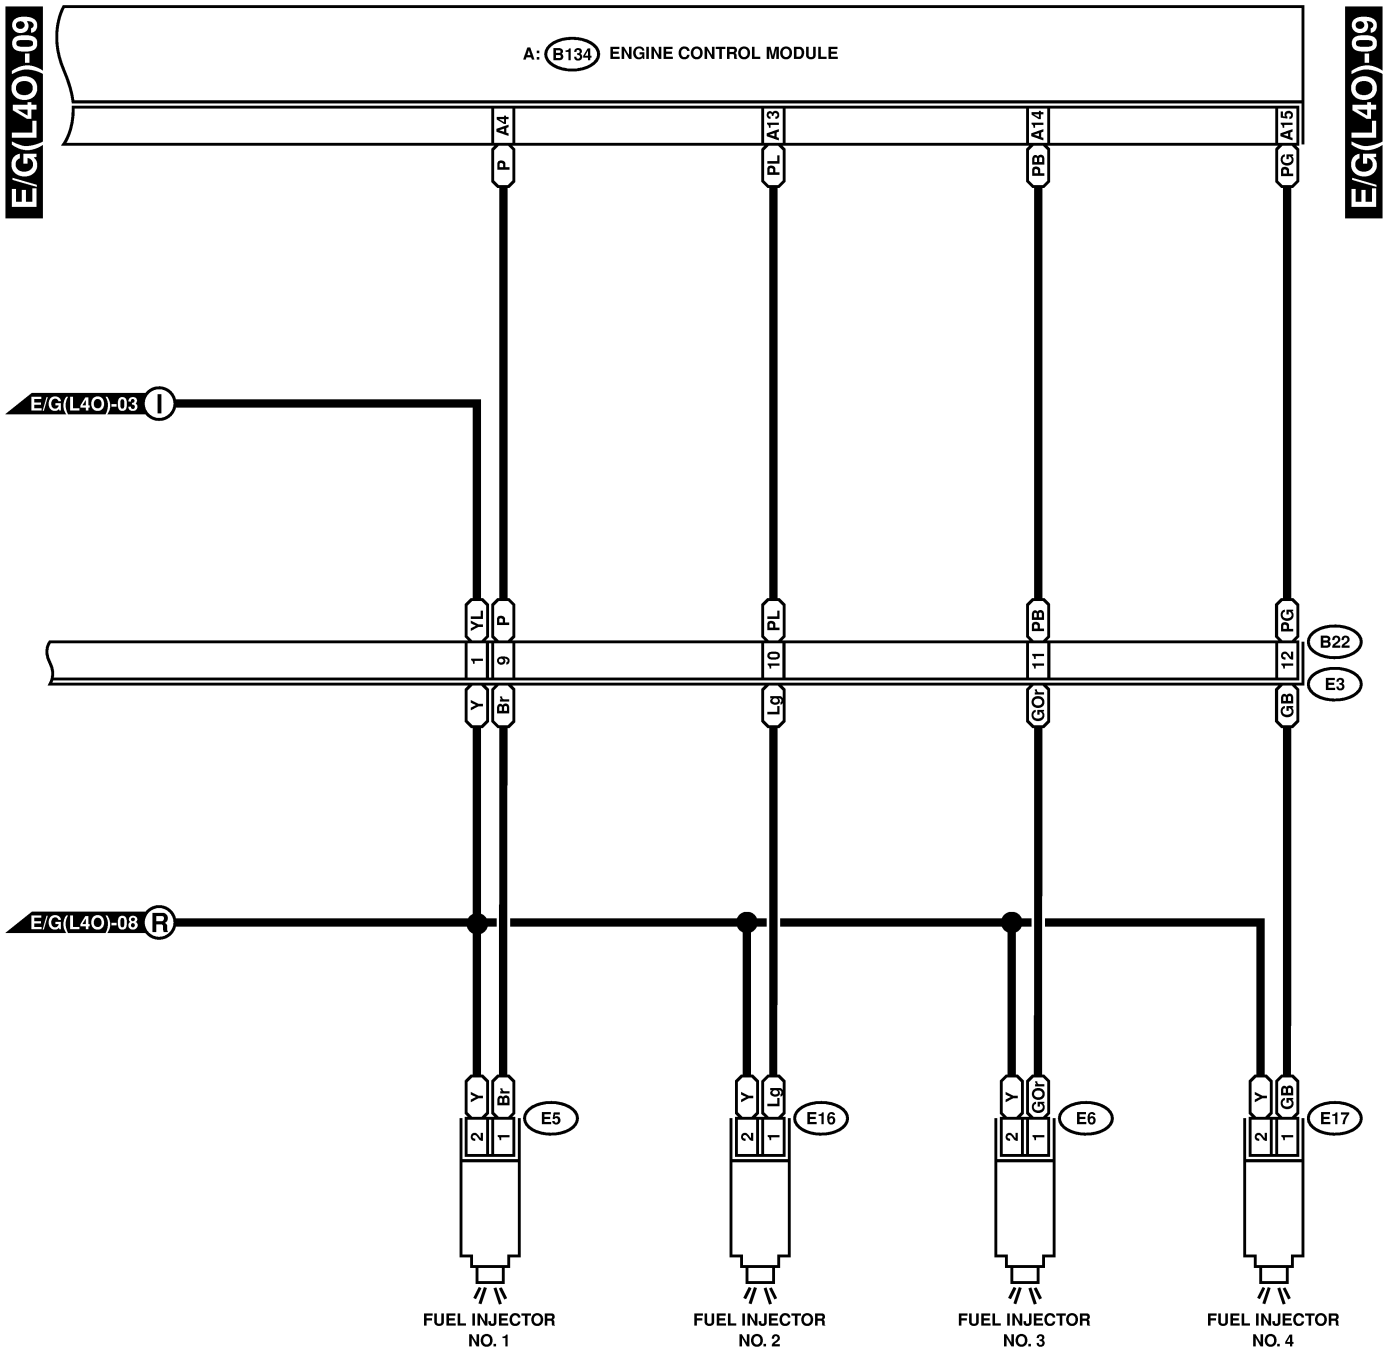 E/G(L4O)-09
E/G(L4O)-09
A: B134 ENGINE CONTROL MODULE
A4
A13
A14
A15
P
PL
PB
PG
E/G(L4O)-03 I
YL
P
PL
PB
PG
B22
1
9
10
11
12
E3
Y
Br
Lg
GOr
GB
E/G(L4O)-08 R
Y
Br
Y
Lg
Y
GOr
Y
GB
E5
E16
E6
E17
2
1
2
1
2
1
2
1
FUEL INJECTOR
NO. 1
FUEL INJECTOR
NO. 2
FUEL INJECTOR
NO. 3
FUEL INJECTOR
NO. 4